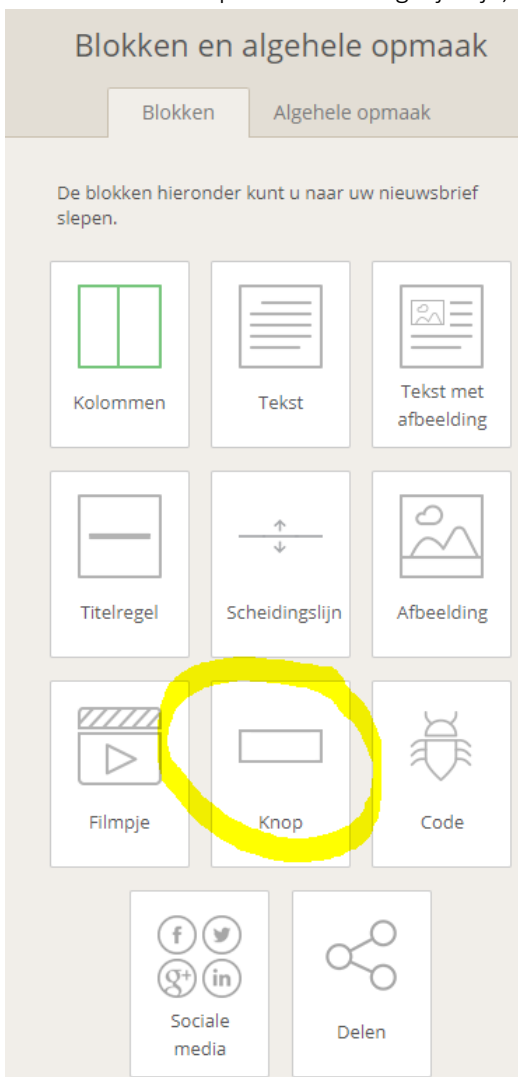 Blokken en algehele opmaak
Blokken
Algehele opmaak
De blokken hieronder kunt u naar uw nieuwsbrief
slepen.
Kolommen
Tekst
Tekst met
afbeelding
Titelregel
Scheidingslijn
Afbeelding
Filmpje
Knop
Code
f
g+
in
Sociale
media
Delen